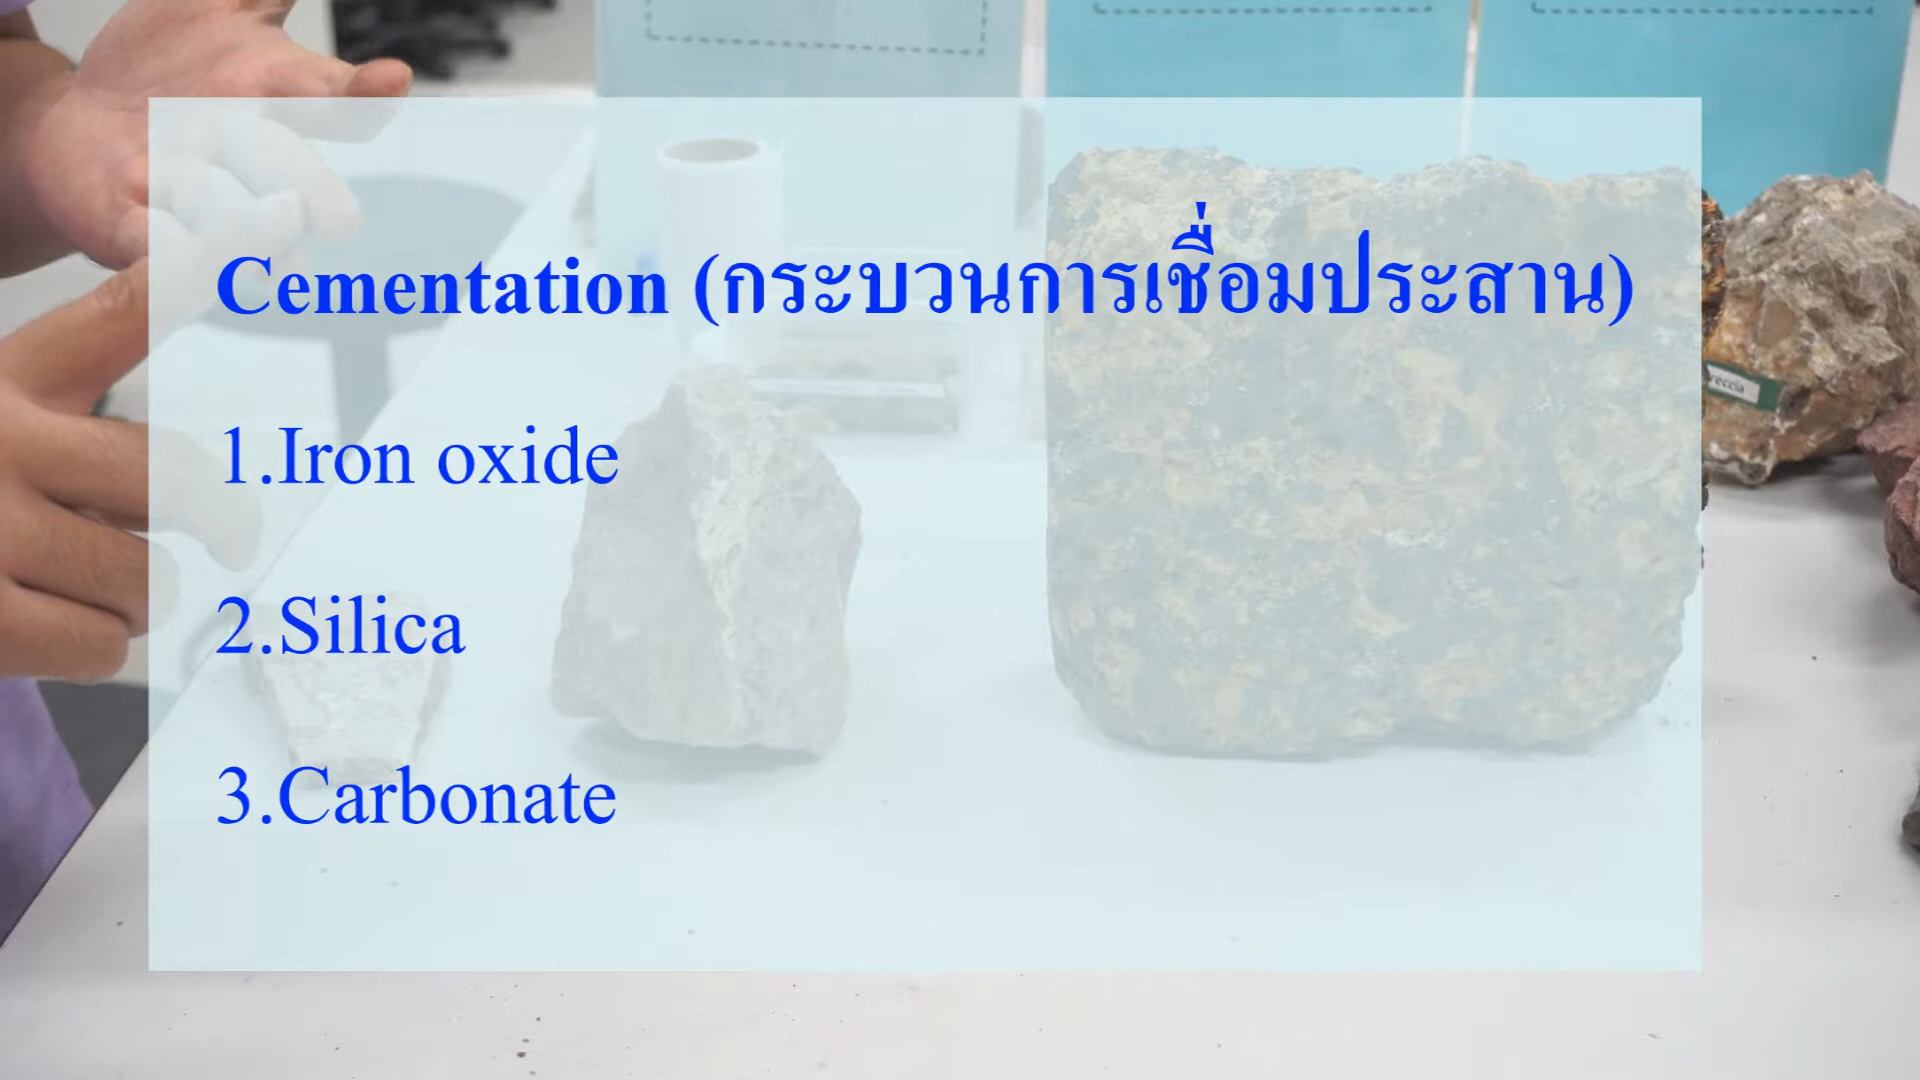 Cementation (กระบวนการเชื่อมประสาน)
1.Iron oxide
2.Silica
3.Carbonate